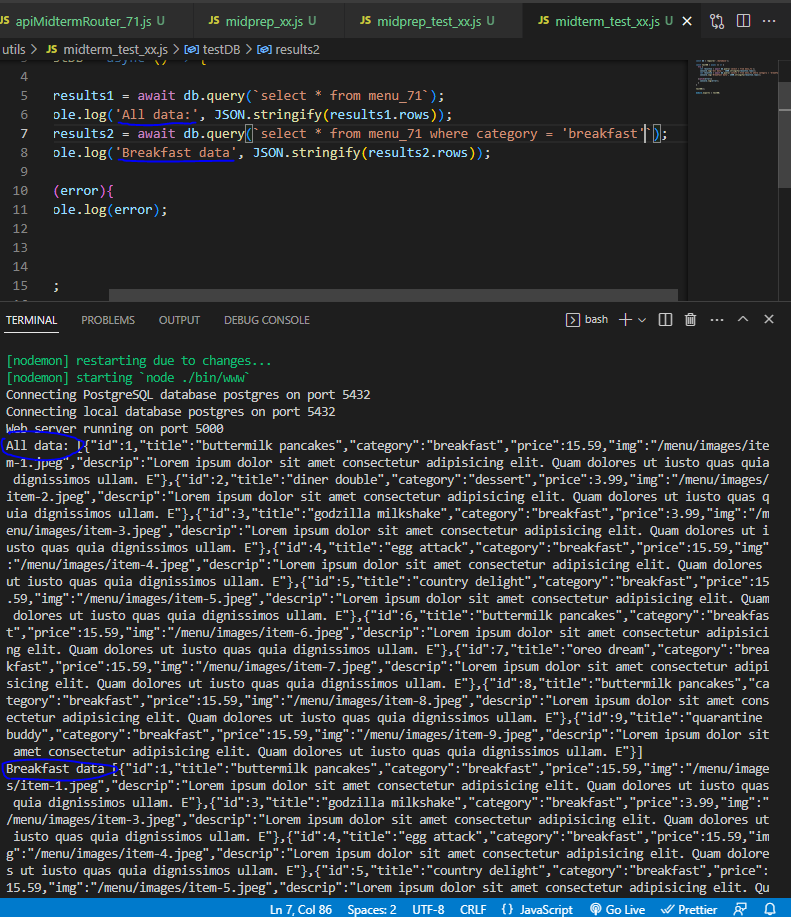 apiMidtermRouter_71.js U JS midprep_xx.js U JS midprep_test_xx.js U JS midterm_test_xx.js U
utils > JS midterm_test_xx.js > testDB > results2
4
5 results1 = await db.query(`select * from menu_71`);
6 ole.log('All data:', JSON.stringify(results1.rows));
7 results2 = await db.query(`select * from menu_71 where category = 'breakfast'`);
8 ole.log('Breakfast data', JSON.stringify(results2.rows));
9
10 (error){
11 ole.log(error);
12
13
14
15 ;
TERMINAL PROBLEMS OUTPUT DEBUG CONSOLE bash
[nodemon] restarting due to changes...
[nodemon] starting `node ./bin/www`
Connecting PostgreSQL database postgres on port 5432
Connecting local database postgres on port 5432
Web server running on port 5000
All data: [{"id":1,"title":"buttermilk pancakes","category":"breakfast","price":15.59,"img":"/menu/images/ite
m-1.jpeg","descrip":"Lorem ipsum dolor sit amet consectetur adipisicing elit. Quam dolores ut iusto quas quia
dignissimos ullam. E"},{"id":2,"title":"diner double","category":"dessert","price":3.99,"img":"/menu/images/
item-2.jpeg","descrip":"Lorem ipsum dolor sit amet consectetur adipisicing elit. Quam dolores ut iusto quas q
uia dignissimos ullam. E"},{"id":3,"title":"godzilla milkshake","category":"breakfast","price":3.99,"img":"/m
enu/images/item-3.jpeg","descrip":"Lorem ipsum dolor sit amet consectetur adipisicing elit. Quam dolores ut i
usto quas quia dignissimos ullam. E"},{"id":4,"title":"egg attack","category":"breakfast","price":15.59,"img"
:"/menu/images/item-4.jpeg","descrip":"Lorem ipsum dolor sit amet consectetur adipisicing elit. Quam dolores
ut iusto quas quia dignissimos ullam. E"},{"id":5,"title":"country delight","category":"breakfast","price":15
.59,"img":"/menu/images/item-5.jpeg","descrip":"Lorem ipsum dolor sit amet consectetur adipisicing elit. Quam
dolores ut iusto quas quia dignissimos ullam. E"},{"id":6,"title":"buttermilk pancakes","category":"breakfas
t","price":15.59,"img":"/menu/images/item-6.jpeg","descrip":"Lorem ipsum dolor sit amet consectetur adipisici
ng elit. Quam dolores ut iusto quas quia dignissimos ullam. E"},{"id":7,"title":"oreo dream","category":"brea
kfast","price":15.59,"img":"/menu/images/item-7.jpeg","descrip":"Lorem ipsum dolor sit amet consectetur adipi
sicing elit. Quam dolores ut iusto quas quia dignissimos ullam. E"},{"id":8,"title":"buttermilk pancakes","ca
tegory":"breakfast","price":15.59,"img":"/menu/images/item-8.jpeg","descrip":"Lorem ipsum dolor sit amet cons
ectetur adipisicing elit. Quam dolores ut iusto quas quia dignissimos ullam. E"},{"id":9,"title":"quarantine
buddy","category":"breakfast","price":15.59,"img":"/menu/images/item-9.jpeg","descrip":"Lorem ipsum dolor sit
amet consectetur adipisicing elit. Quam dolores ut iusto quas quia dignissimos ullam. E"}]
Breakfast data [{"id":1,"title":"buttermilk pancakes","category":"breakfast","price":15.59,"img":"/menu/image
s/item-1.jpeg","descrip":"Lorem ipsum dolor sit amet consectetur adipisicing elit. Quam dolores ut iusto quas
quia dignissimos ullam. E"},{"id":3,"title":"godzilla milkshake","category":"breakfast","price":3.99,"img":"
/menu/images/item-3.jpeg","descrip":"Lorem ipsum dolor sit amet consectetur adipisicing elit. Quam dolores ut
iusto quas quia dignissimos ullam. E"},{"id":4,"title":"egg attack","category":"breakfast","price":15.59,"im
g":"/menu/images/item-4.jpeg","descrip":"Lorem ipsum dolor sit amet consectetur adipisicing elit. Quam dolore
s ut iusto quas quia dignissimos ullam. E"},{"id":5,"title":"country delight","category":"breakfast","price":
15.59,"img":"/menu/images/item-5.jpeg","descrip":"Lorem ipsum dolor sit amet consectetur adipisicing elit. Qu
Ln 7, Col 86 Spaces: 2 UTF-8 CRLF {} JavaScript Go Live Prettier